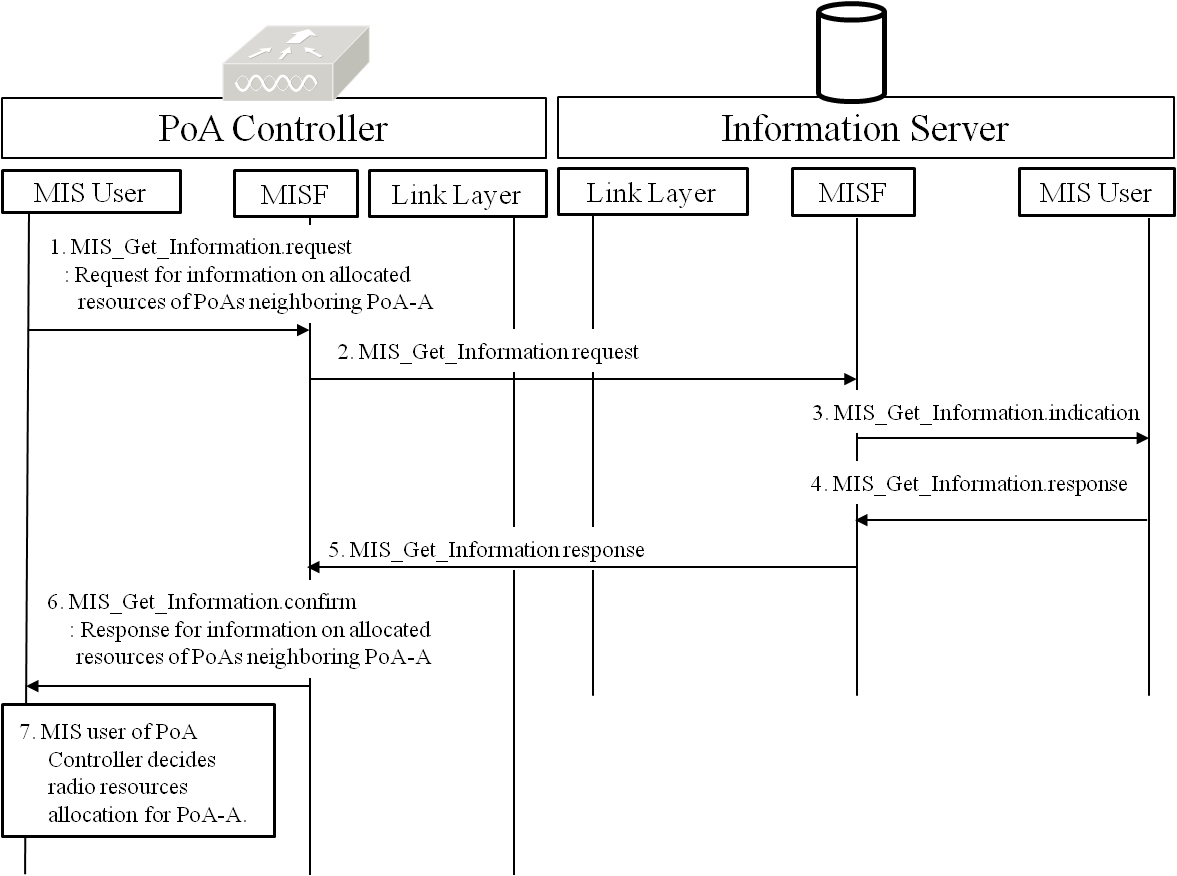 PoA Controller
Information Server
MIS User
MISF
Link Layer
Link Layer
MISF
MIS User
1. MIS_Get_Information.request
: Request for information on allocated
resources of PoAs neighboring PoA-A
2. MIS_Get_Information request
3. MIS_Get_Information.indication
4. MIS_Get_Information.response
5. MIS_Get_Information response
6. MIS_Get_Information.confirm
: Response for information on allocated
resources of PoAs neighboring PoA-A
7. MIS user of PoA
Controller decides
radio resources
allocation for PoA-A.